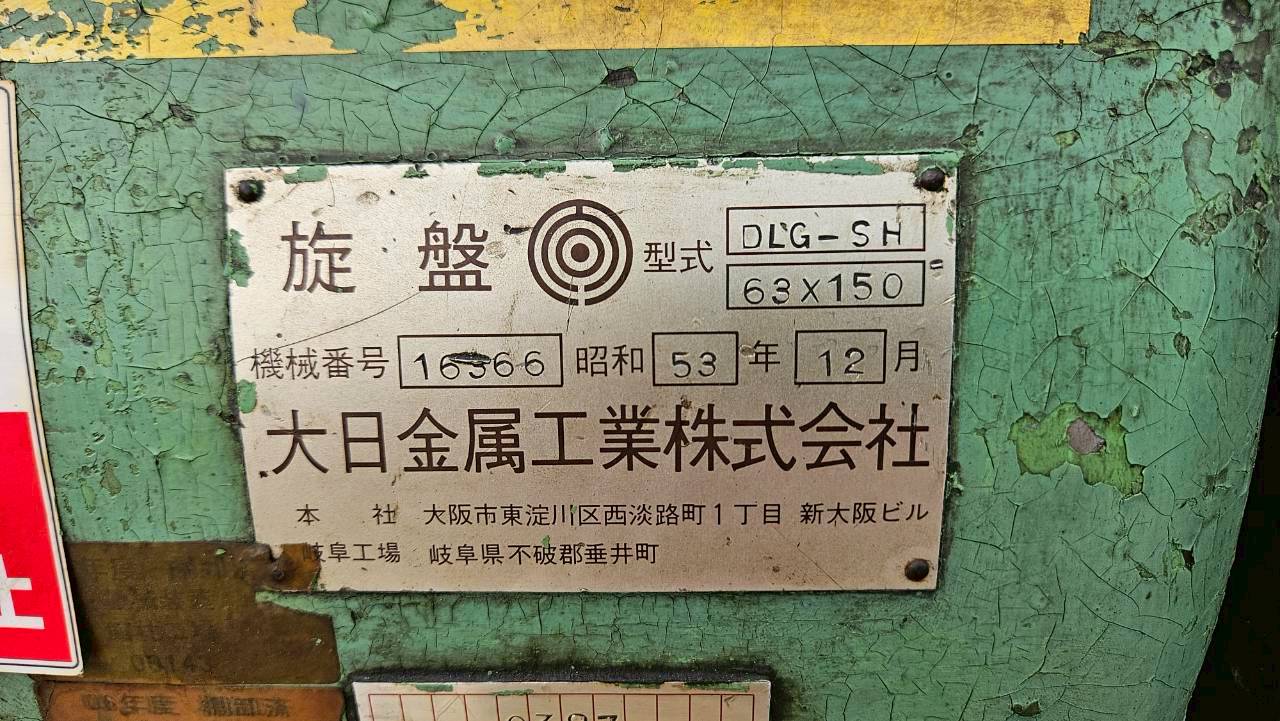 旋盤 型式 DLG-SH
63X150
機械番号 16366 昭和 53 年 12 月
大日金属工業株式会社
本社 大阪市東淀川区西淡路町1丁目 新大阪ビル
岐阜工場 岐阜県不破郡垂井町